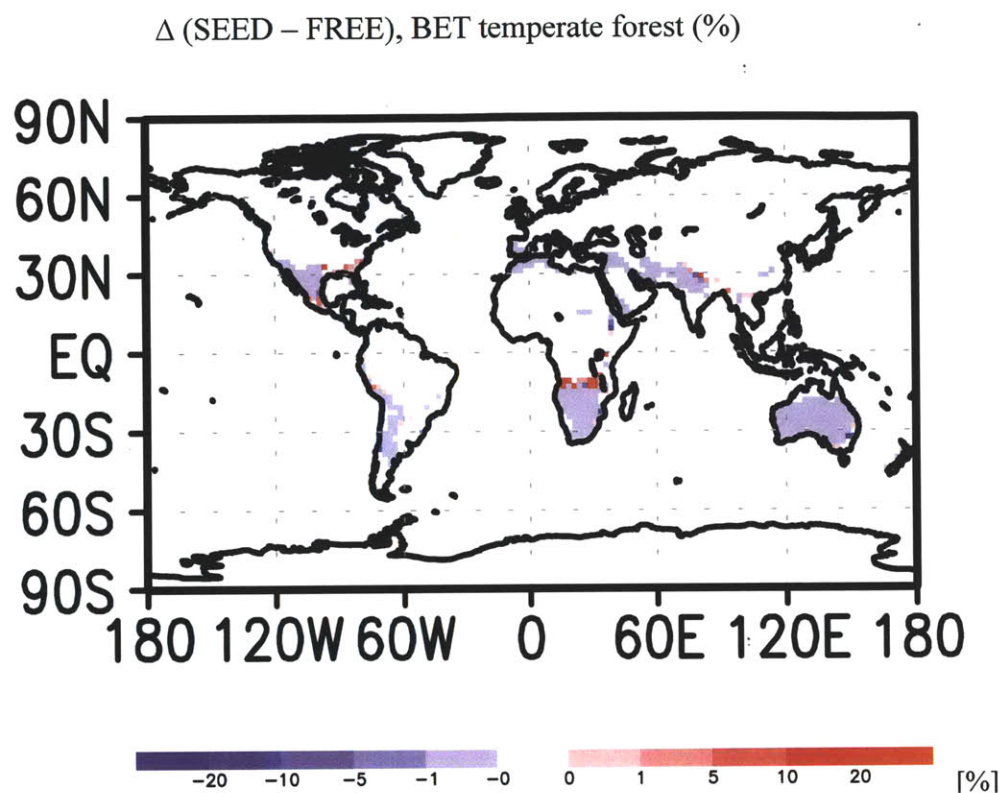 Δ (SEED – FREE), BET temperate forest (%)
90N
60N
30N
EQ
30S
60S
90S
180 120W 60W 0 60E 120E 180
−20 −10 −5 −1 −0 0 1 5 10 20 [%]